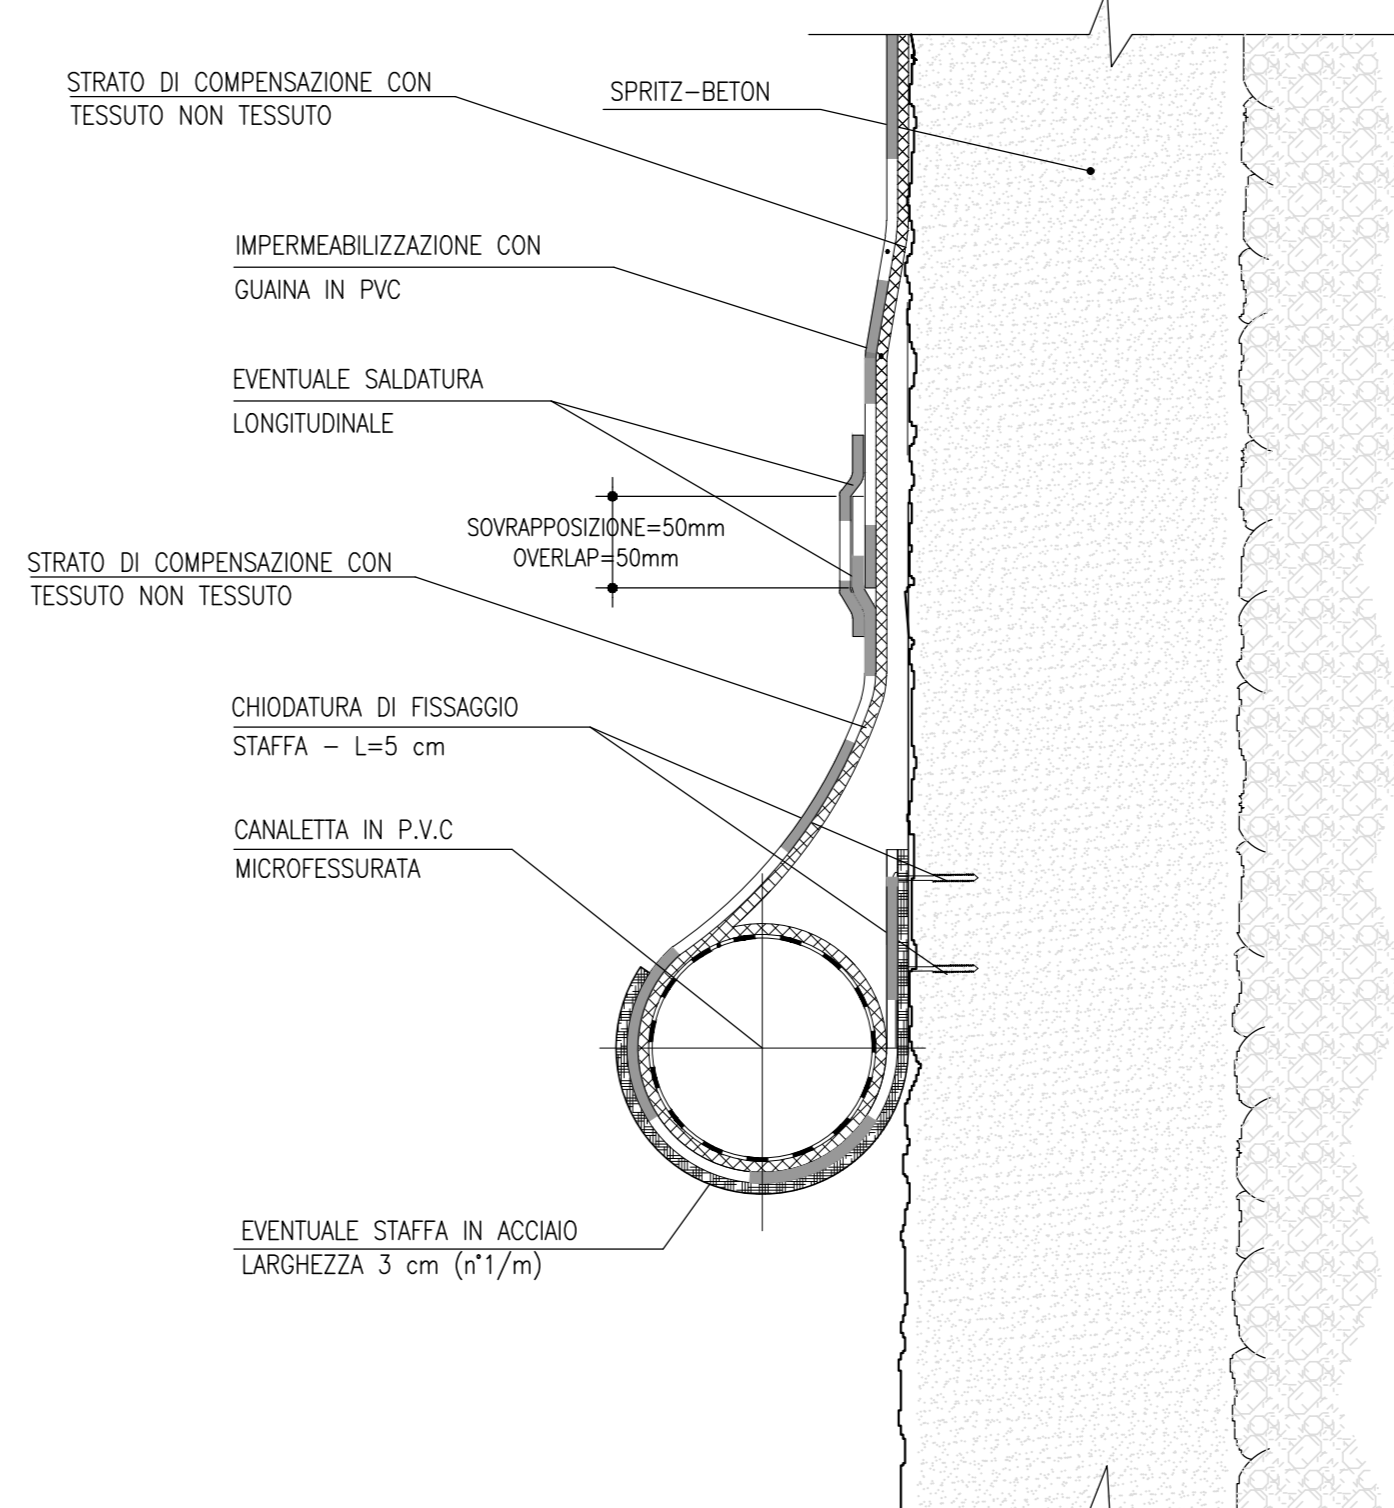 STRATO DI COMPENSAZIONE CON
TESSUTO NON TESSUTO
SPRITZ-BETON
IMPERMEABILIZZAZIONE CON
GUAINA IN PVC
EVENTUALE SALDATURA
LONGITUDINALE
SOVRAPPOSIZIONE=50mm
OVERLAP=50mm
STRATO DI COMPENSAZIONE CON
TESSUTO NON TESSUTO
CHIODATURA DI FISSAGGIO
STAFFA - L=5 cm
CANALETTA IN P.V.C
MICROFESSURATA
EVENTUALE STAFFA IN ACCIAIO
LARGHEZZA 3 cm (n°1/m)